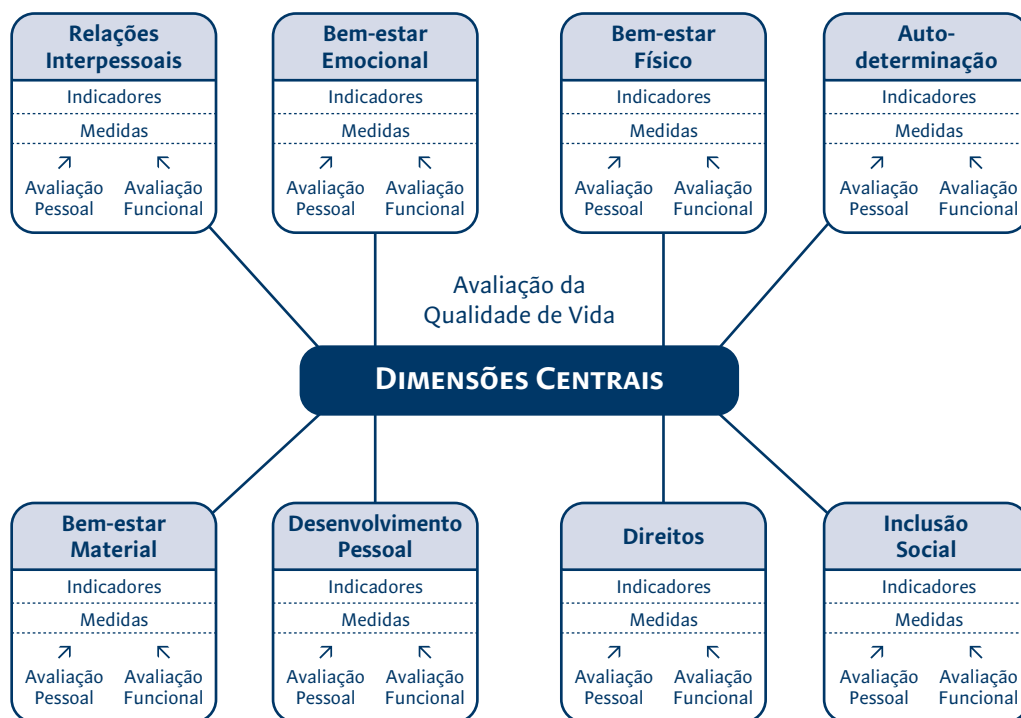 Relações
Interpessoais
Indicadores
Medidas
Avaliação
Pessoal
Avaliação
Funcional
Bem-estar
Emocional
Indicadores
Medidas
Avaliação
Pessoal
Avaliação
Funcional
Bem-estar
Físico
Indicadores
Medidas
Avaliação
Pessoal
Avaliação
Funcional
Auto-
determinação
Indicadores
Medidas
Avaliação
Pessoal
Avaliação
Funcional
Avaliação da
Qualidade de Vida
Dimensões Centrais
Bem-estar
Material
Indicadores
Medidas
Avaliação
Pessoal
Avaliação
Funcional
Desenvolvimento
Pessoal
Indicadores
Medidas
Avaliação
Pessoal
Avaliação
Funcional
Direitos
Indicadores
Medidas
Avaliação
Pessoal
Avaliação
Funcional
Inclusão
Social
Indicadores
Medidas
Avaliação
Pessoal
Avaliação
Funcional